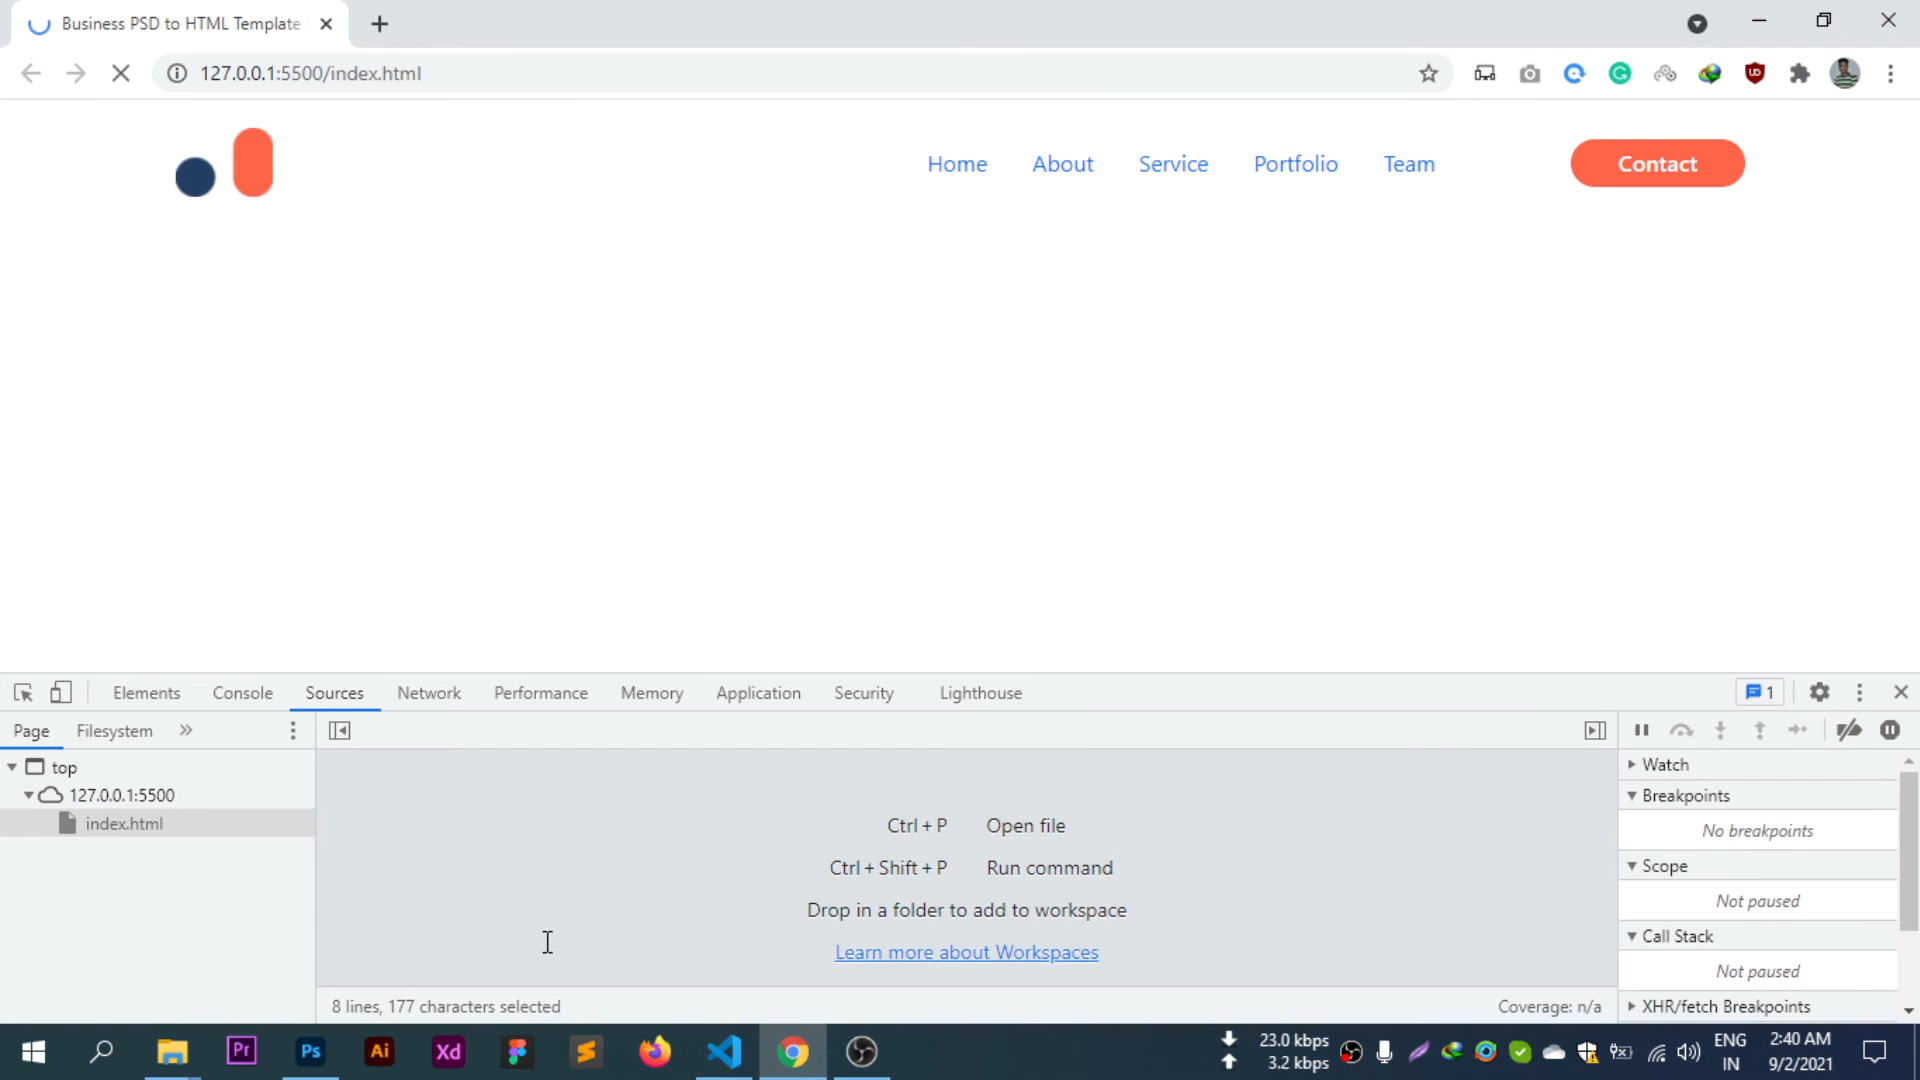 Business PSD to HTML Template
127.0.0.1:5500/index.html
Home About Service Portfolio Team Contact
Elements Console Sources Network Performance Memory Application Security Lighthouse 1
Page Filesystem
top
127.0.0.1:5500
index.html
Ctrl + P Open file
Ctrl + Shift + P Run command
Drop in a folder to add to workspace
Learn more about Workspaces
8 lines, 177 characters selected Coverage: n/a
Watch
Breakpoints
No breakpoints
Scope
Not paused
Call Stack
Not paused
XHR/fetch Breakpoints
Pr Ps Ai Xd
23.0 kbps
3.2 kbps
ENG
IN
2:40 AM
9/2/2021